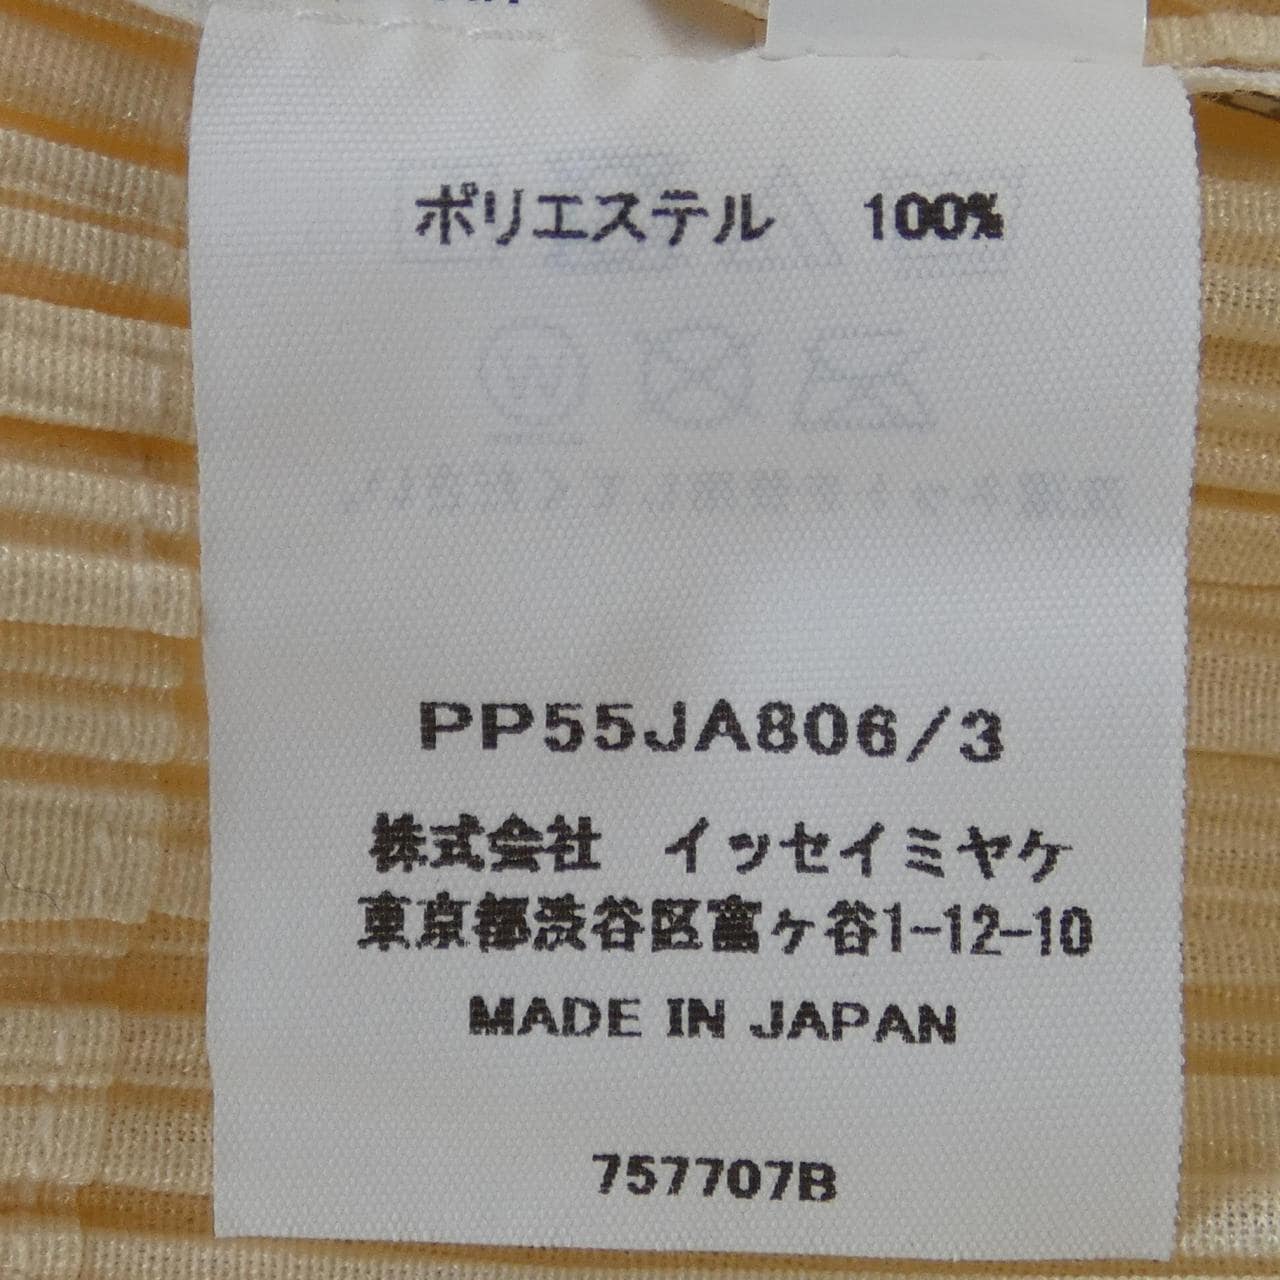 ポリエステル 100%
PP55JA806/3
株式会社 イッセイミヤケ
東京都渋谷区富ヶ谷1-12-10
MADE IN JAPAN
757707B